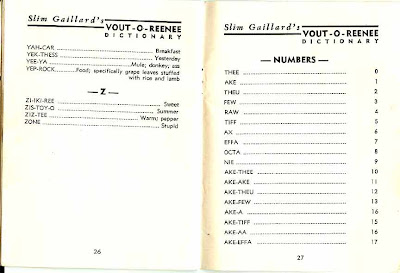 Slim Gaillard's
VOUT-O-REENEE
DICTIONARY
YAH-CAR Breakfast
YEK-THESS Yesterday
YEE-YA Mule; donkey; ass
YEP-ROCK Food, specifically grape leaves stuffed
with rice and lamb
— Z —
ZI-IKI-REE Sweet
ZIS-TOY-O Summer
ZIZ-TEE Warm; pepper
ZONE Stupid
26
Slim Gaillard's
VOUT-O-REENEE
DICTIONARY
— NUMBERS —
THEE 0
AKE 1
THEU 2
FEW 3
RAW 4
TIFF 5
AX 6
EFFA 7
OCTA 8
NIE 9
AKE-THEE 10
AKE-AKE 11
AKE-THEU 12
AKE-FEW 13
AKE-A 16
AKE-TIFF 15
AKE-AA 16
AKE-EFFA 17
27